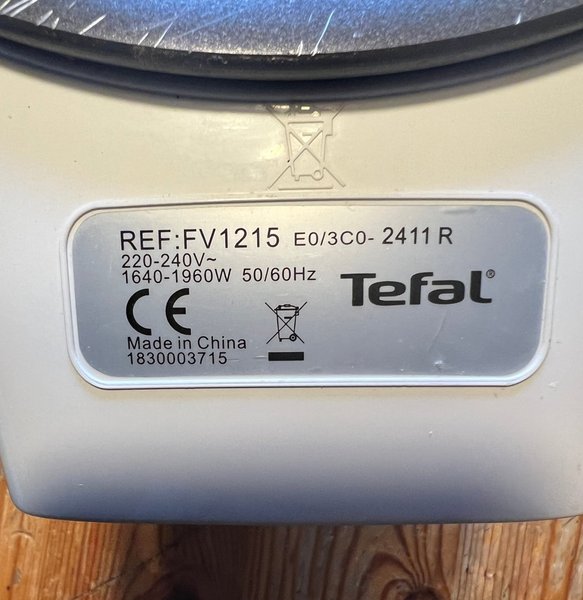 REF:FV1215 E0/3C0- 2411 R
220-240V~
1640-1960W 50/60Hz
Tefal®
CE
Made in China
1830003715